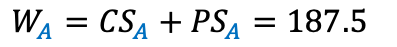 W_A = CS_A + PS_A = 187.5